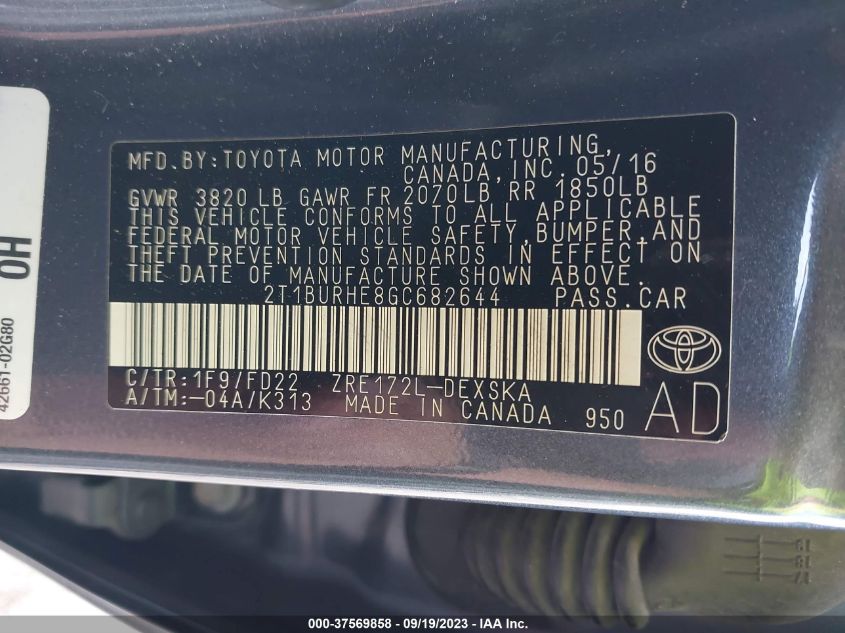 MFD.BY:TOYOTA MOTOR MANUFACTURING,
CANADA,INC.05/16
GVWR 3820 LB GAWR FR 2070LB RR 1850LB
THIS VEHICLE CONFORMS TO ALL APPLICABLE
FEDERAL MOTOR VEHICLE SAFETY,BUMPER,AND
THEFT PREVENTION STANDARDS IN EFFECT ON
THE DATE OF MANUFACTURE SHOWN ABOVE.
2T1BURHE8GC682644 PASS.CAR
C/TR:1F9/FD22 ZRE172L-DEXSKA
A/TM:-04A/K313 MADE IN CANADA 950 AD
OH
42661-02G80
000-37569858 - 09/19/2023 - IAA Inc.